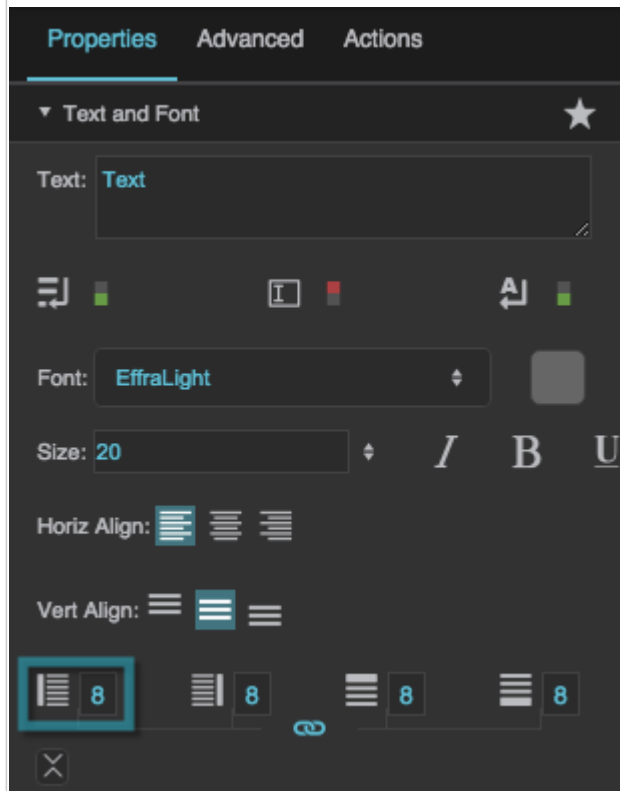 Properties Advanced Actions
Text and Font
Text: Text
Font: EffraLight
Size: 20 I B U
Horiz Align:
Vert Align:
8 8 8 8